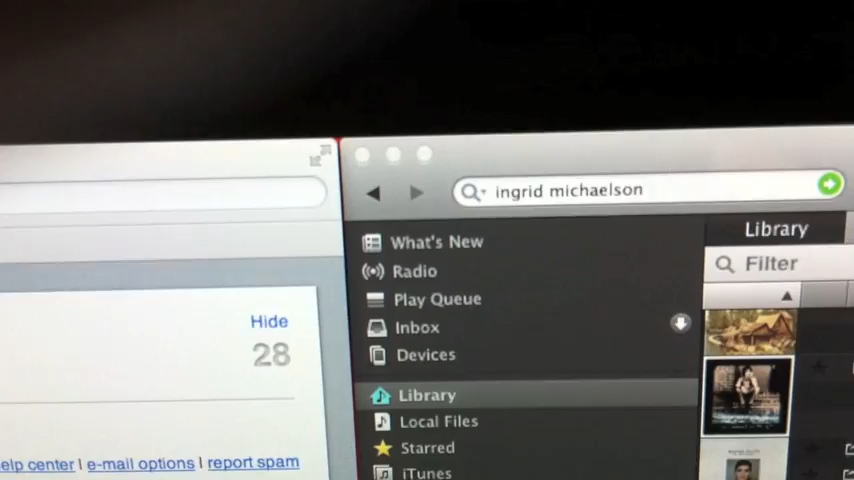 ingrid michaelson
What's New
Radio
Play Queue
Inbox
Devices
Library
Local Files
Starred
iTunes
Library
Filter
Hide
28
elp center | e-mail options | report spam